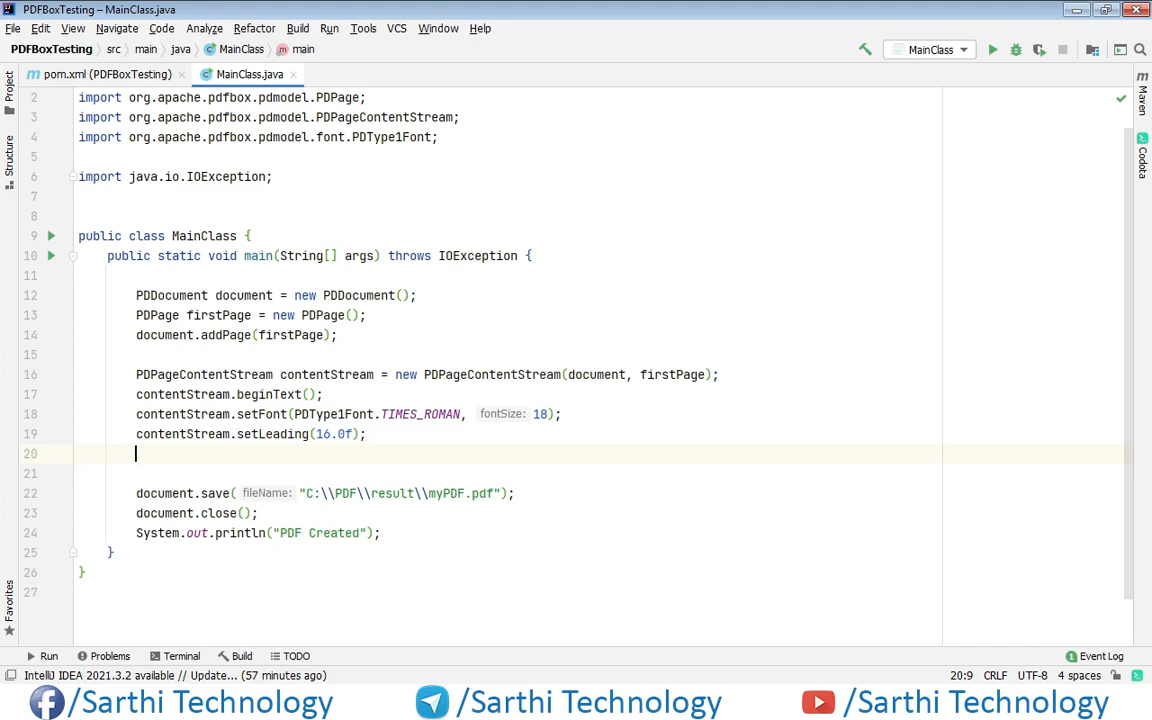 PDFBoxTesting – MainClass.java
File Edit View Navigate Code Analyze Refactor Build Run Tools VCS Window Help
PDFBoxTesting › src › main › java › MainClass › main
MainClass
pom.xml (PDFBoxTesting) MainClass.java
Project
Structure
Favorites
Maven
Codota
2 import org.apache.pdfbox.pdmodel.PDPage;
3 import org.apache.pdfbox.pdmodel.PDPageContentStream;
4 import org.apache.pdfbox.pdmodel.font.PDType1Font;
5
6 import java.io.IOException;
7
8
9 public class MainClass {
10 public static void main(String[] args) throws IOException {
11
12 PDDocument document = new PDDocument();
13 PDPage firstPage = new PDPage();
14 document.addPage(firstPage);
15
16 PDPageContentStream contentStream = new PDPageContentStream(document, firstPage);
17 contentStream.beginText();
18 contentStream.setFont(PDType1Font.TIMES_ROMAN, fontSize: 18);
19 contentStream.setLeading(16.0f);
20
21
22 document.save( fileName: "C:\\PDF\\result\\myPDF.pdf");
23 document.close();
24 System.out.println("PDF Created");
25 }
26 }
27
Run Problems Terminal Build TODO 1 Event Log
IntelliJ IDEA 2021.3.2 available // Update... (57 minutes ago) 20:9 CRLF UTF-8 4 spaces
/Sarthi Technology /Sarthi Technology /Sarthi Technology